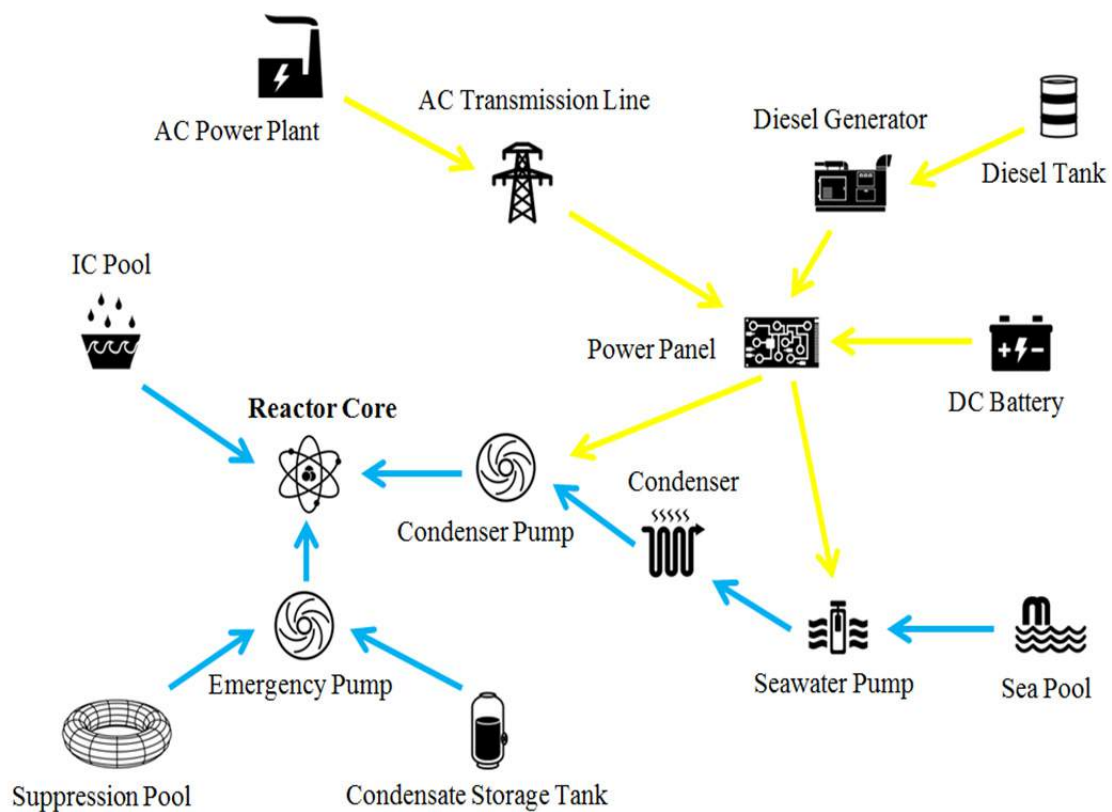 AC Transmission Line
AC Power Plant
Diesel Generator
Diesel Tank
IC Pool
Power Panel
DC Battery
Reactor Core
Condenser
Condenser Pump
Emergency Pump
Seawater Pump
Sea Pool
Suppression Pool
Condensate Storage Tank